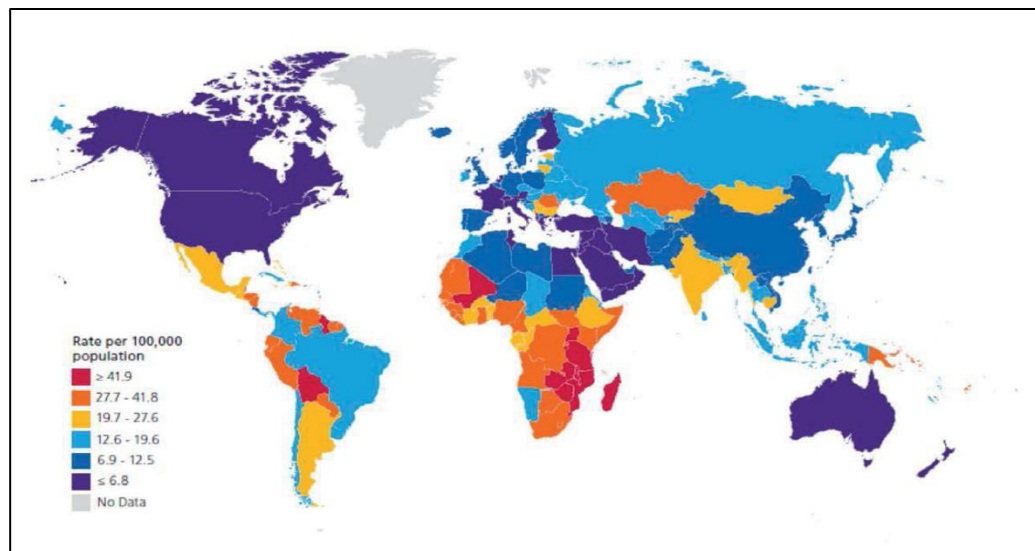 Rate per 100,000
population
≥ 41.9
27.7 - 41.8
19.7 - 27.6
12.6 - 19.6
6.9 - 12.5
≤ 6.8
No Data